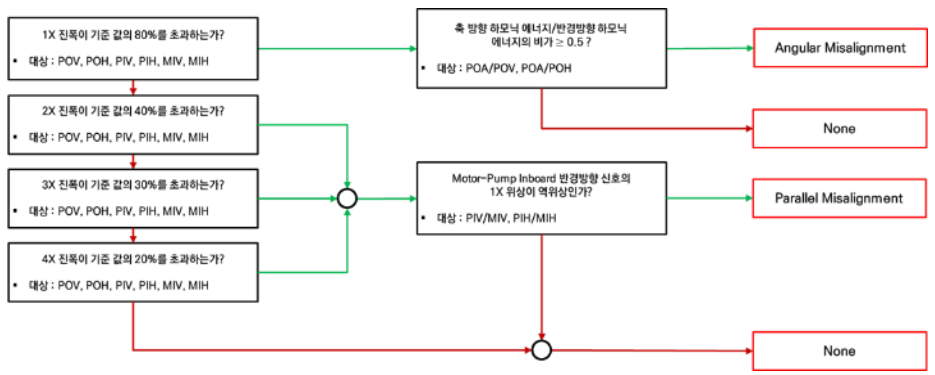 1X 진폭이 기준 값의 80%를 초과하는가?
▪ 대상 : POV, POH, PIV, PIH, MIV, MIH
축 방향 하모닉 에너지/반경방향 하모닉
에너지의 비가 ≥ 0.5 ?
▪ 대상 : POA/POV, POA/POH
Angular Misalignment
None
2X 진폭이 기준 값의 40%를 초과하는가?
▪ 대상 : POV, POH, PIV, PIH, MIV, MIH
3X 진폭이 기준 값의 30%를 초과하는가?
▪ 대상 : POV, POH, PIV, PIH, MIV, MIH
Motor-Pump Inboard 반경방향 신호의
1X 위상이 역위상인가?
▪ 대상 : PIV/MIV, PIH/MIH
Parallel Misalignment
4X 진폭이 기준 값의 20%를 초과하는가?
▪ 대상 : POV, POH, PIV, PIH, MIV, MIH
None